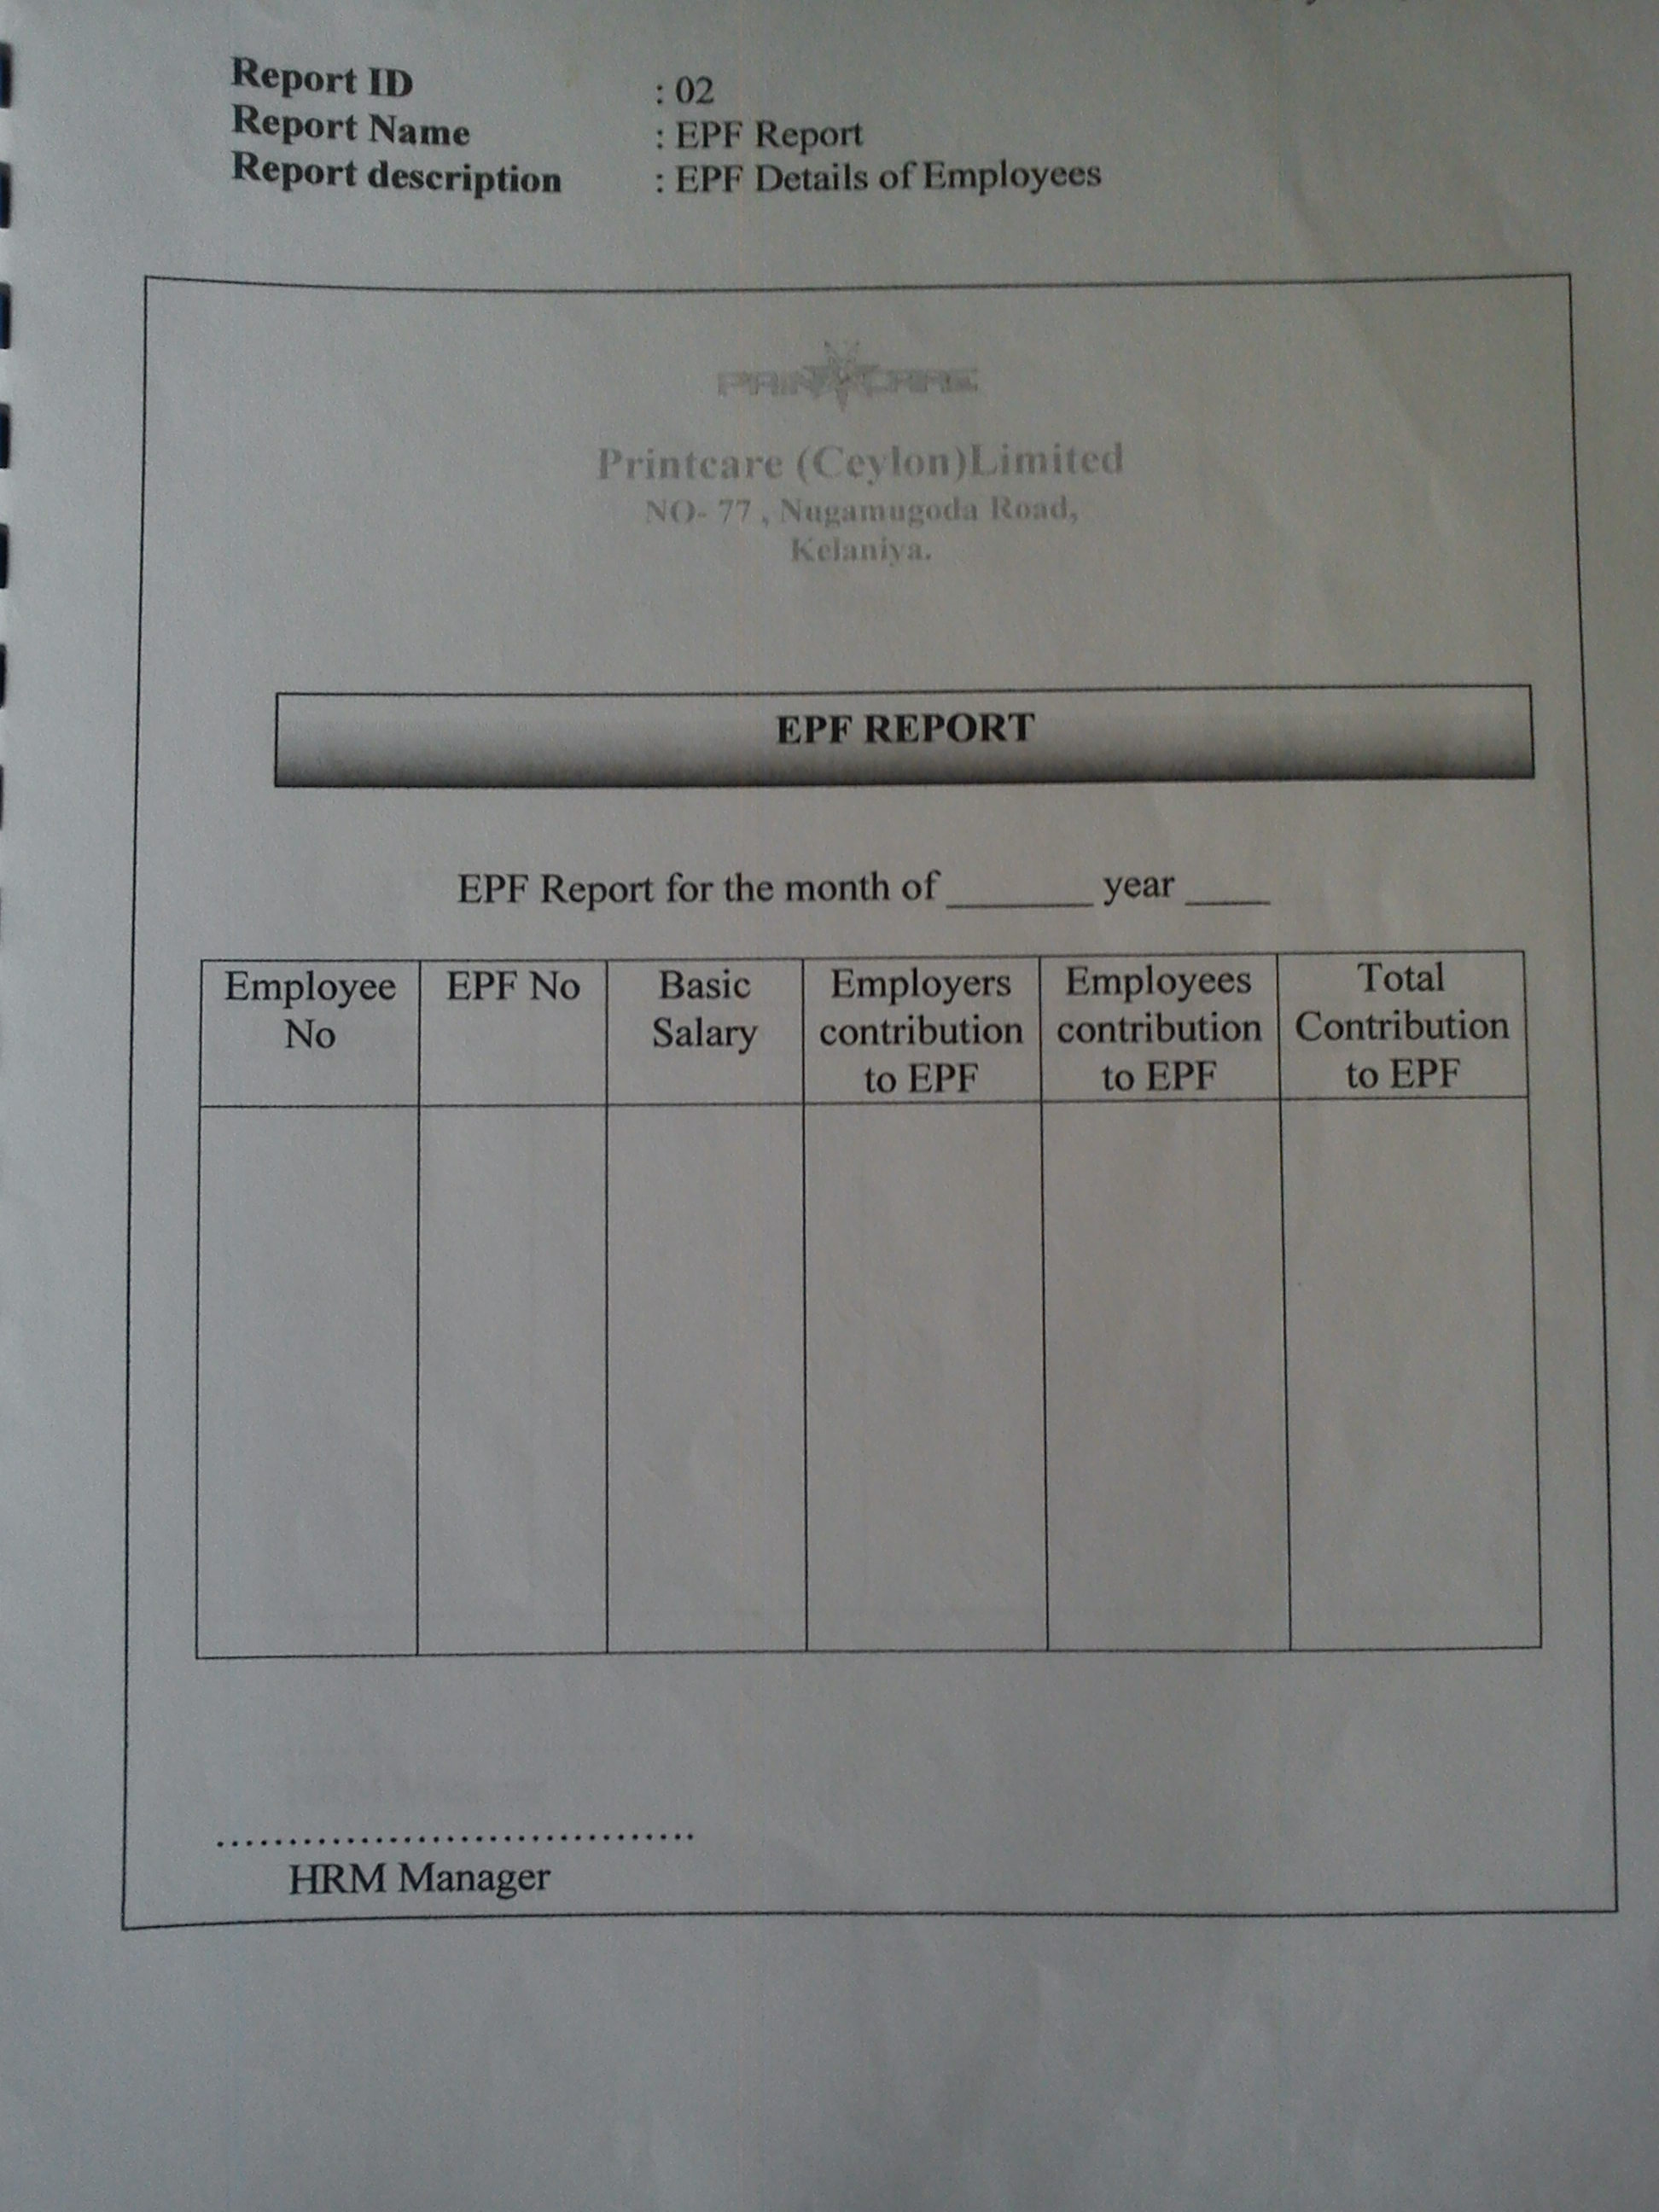 Report ID : 02
Report Name : EPF Report
Report description : EPF Details of Employees
PRINTCARE
Printcare (Ceylon)Limited
NO- 77 , Nugamugoda Road,
Kelaniya.
EPF REPORT
EPF Report for the month of _______ year ____
Employee No
EPF No
Basic Salary
Employers contribution to EPF
Employees contribution to EPF
Total Contribution to EPF
.................................
HRM Manager